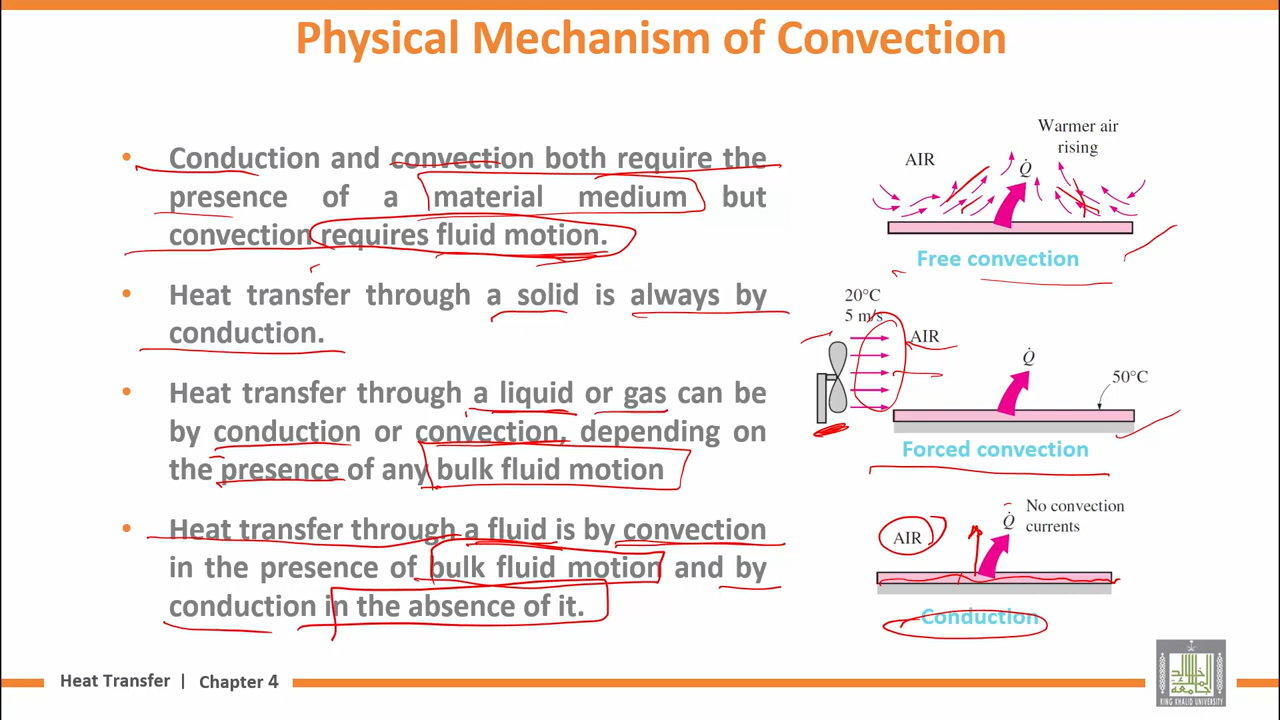 Physical Mechanism of Convection
• Conduction and convection both require the
presence of a material medium but
convection requires fluid motion.
• Heat transfer through a solid is always by
conduction.
• Heat transfer through a liquid or gas can be
by conduction or convection, depending on
the presence of any bulk fluid motion
• Heat transfer through a fluid is by convection
in the presence of bulk fluid motion and by
conduction in the absence of it.
Warmer air
rising
AIR
Q̇
Free convection
20°C
5 m/s
AIR
Q̇
50°C
Forced convection
No convection
currents
Q̇
AIR
Conduction
Heat Transfer | Chapter 4
KING KHALID UNIVERSITY